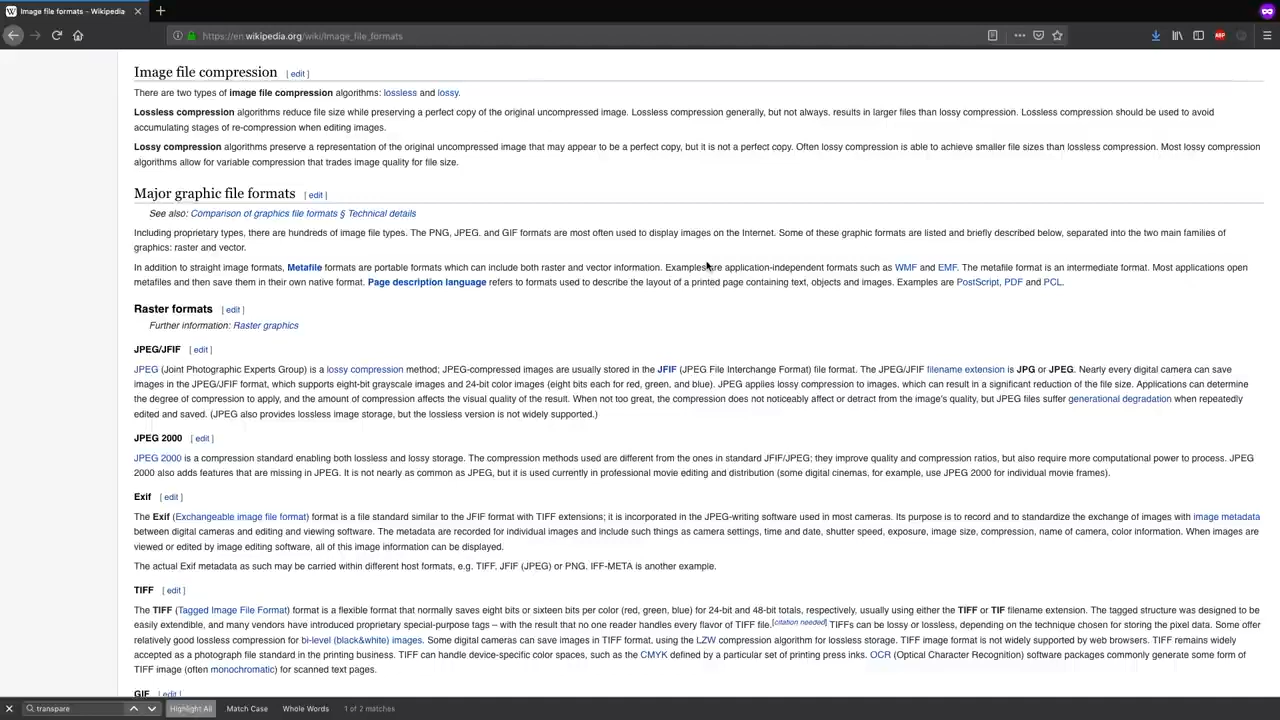 Image file formats - Wikipedia
https://en.wikipedia.org/wiki/Image_file_formats
ABP
Image file compression [ edit ]
There are two types of image file compression algorithms: lossless and lossy.
Lossless compression algorithms reduce file size while preserving a perfect copy of the original uncompressed image. Lossless compression generally, but not always, results in larger files than lossy compression. Lossless compression should be used to avoid
accumulating stages of re-compression when editing images.
Lossy compression algorithms preserve a representation of the original uncompressed image that may appear to be a perfect copy, but it is not a perfect copy. Often lossy compression is able to achieve smaller file sizes than lossless compression. Most lossy compression
algorithms allow for variable compression that trades image quality for file size.
Major graphic file formats [ edit ]
See also: Comparison of graphics file formats § Technical details
Including proprietary types, there are hundreds of image file types. The PNG, JPEG, and GIF formats are most often used to display images on the Internet. Some of these graphic formats are listed and briefly described below, separated into the two main families of
graphics: raster and vector.
In addition to straight image formats, Metafile formats are portable formats which can include both raster and vector information. Examples are application-independent formats such as WMF and EMF. The metafile format is an intermediate format. Most applications open
metafiles and then save them in their own native format. Page description language refers to formats used to describe the layout of a printed page containing text, objects and images. Examples are PostScript, PDF and PCL.
Raster formats [ edit ]
Further information: Raster graphics
JPEG/JFIF [ edit ]
JPEG (Joint Photographic Experts Group) is a lossy compression method; JPEG-compressed images are usually stored in the JFIF (JPEG File Interchange Format) file format. The JPEG/JFIF filename extension is JPG or JPEG. Nearly every digital camera can save
images in the JPEG/JFIF format, which supports eight-bit grayscale images and 24-bit color images (eight bits each for red, green, and blue). JPEG applies lossy compression to images, which can result in a significant reduction of the file size. Applications can determine
the degree of compression to apply, and the amount of compression affects the visual quality of the result. When not too great, the compression does not noticeably affect or detract from the image's quality, but JPEG files suffer generational degradation when repeatedly
edited and saved. (JPEG also provides lossless image storage, but the lossless version is not widely supported.)
JPEG 2000 [ edit ]
JPEG 2000 is a compression standard enabling both lossless and lossy storage. The compression methods used are different from the ones in standard JFIF/JPEG; they improve quality and compression ratios, but also require more computational power to process. JPEG
2000 also adds features that are missing in JPEG. It is not nearly as common as JPEG, but it is used currently in professional movie editing and distribution (some digital cinemas, for example, use JPEG 2000 for individual movie frames).
Exif [ edit ]
The Exif (Exchangeable image file format) format is a file standard similar to the JFIF format with TIFF extensions; it is incorporated in the JPEG-writing software used in most cameras. Its purpose is to record and to standardize the exchange of images with image metadata
between digital cameras and editing and viewing software. The metadata are recorded for individual images and include such things as camera settings, time and date, shutter speed, exposure, image size, compression, name of camera, color information. When images are
viewed or edited by image editing software, all of this image information can be displayed.
The actual Exif metadata as such may be carried within different host formats, e.g. TIFF, JFIF (JPEG) or PNG. IFF-META is another example.
TIFF [ edit ]
The TIFF (Tagged Image File Format) format is a flexible format that normally saves eight bits or sixteen bits per color (red, green, blue) for 24-bit and 48-bit totals, respectively, usually using either the TIFF or TIF filename extension. The tagged structure was designed to be
easily extendible, and many vendors have introduced proprietary special-purpose tags – with the result that no one reader handles every flavor of TIFF file.[citation needed] TIFFs can be lossy or lossless, depending on the technique chosen for storing the pixel data. Some offer
relatively good lossless compression for bi-level (black&white) images. Some digital cameras can save images in TIFF format, using the LZW compression algorithm for lossless storage. TIFF image format is not widely supported by web browsers. TIFF remains widely
accepted as a photograph file standard in the printing business. TIFF can handle device-specific color spaces, such as the CMYK defined by a particular set of printing press inks. OCR (Optical Character Recognition) software packages commonly generate some form of
TIFF image (often monochromatic) for scanned text pages.
GIF [ edit ]
transpare Highlight All Match Case Whole Words 1 of 2 matches